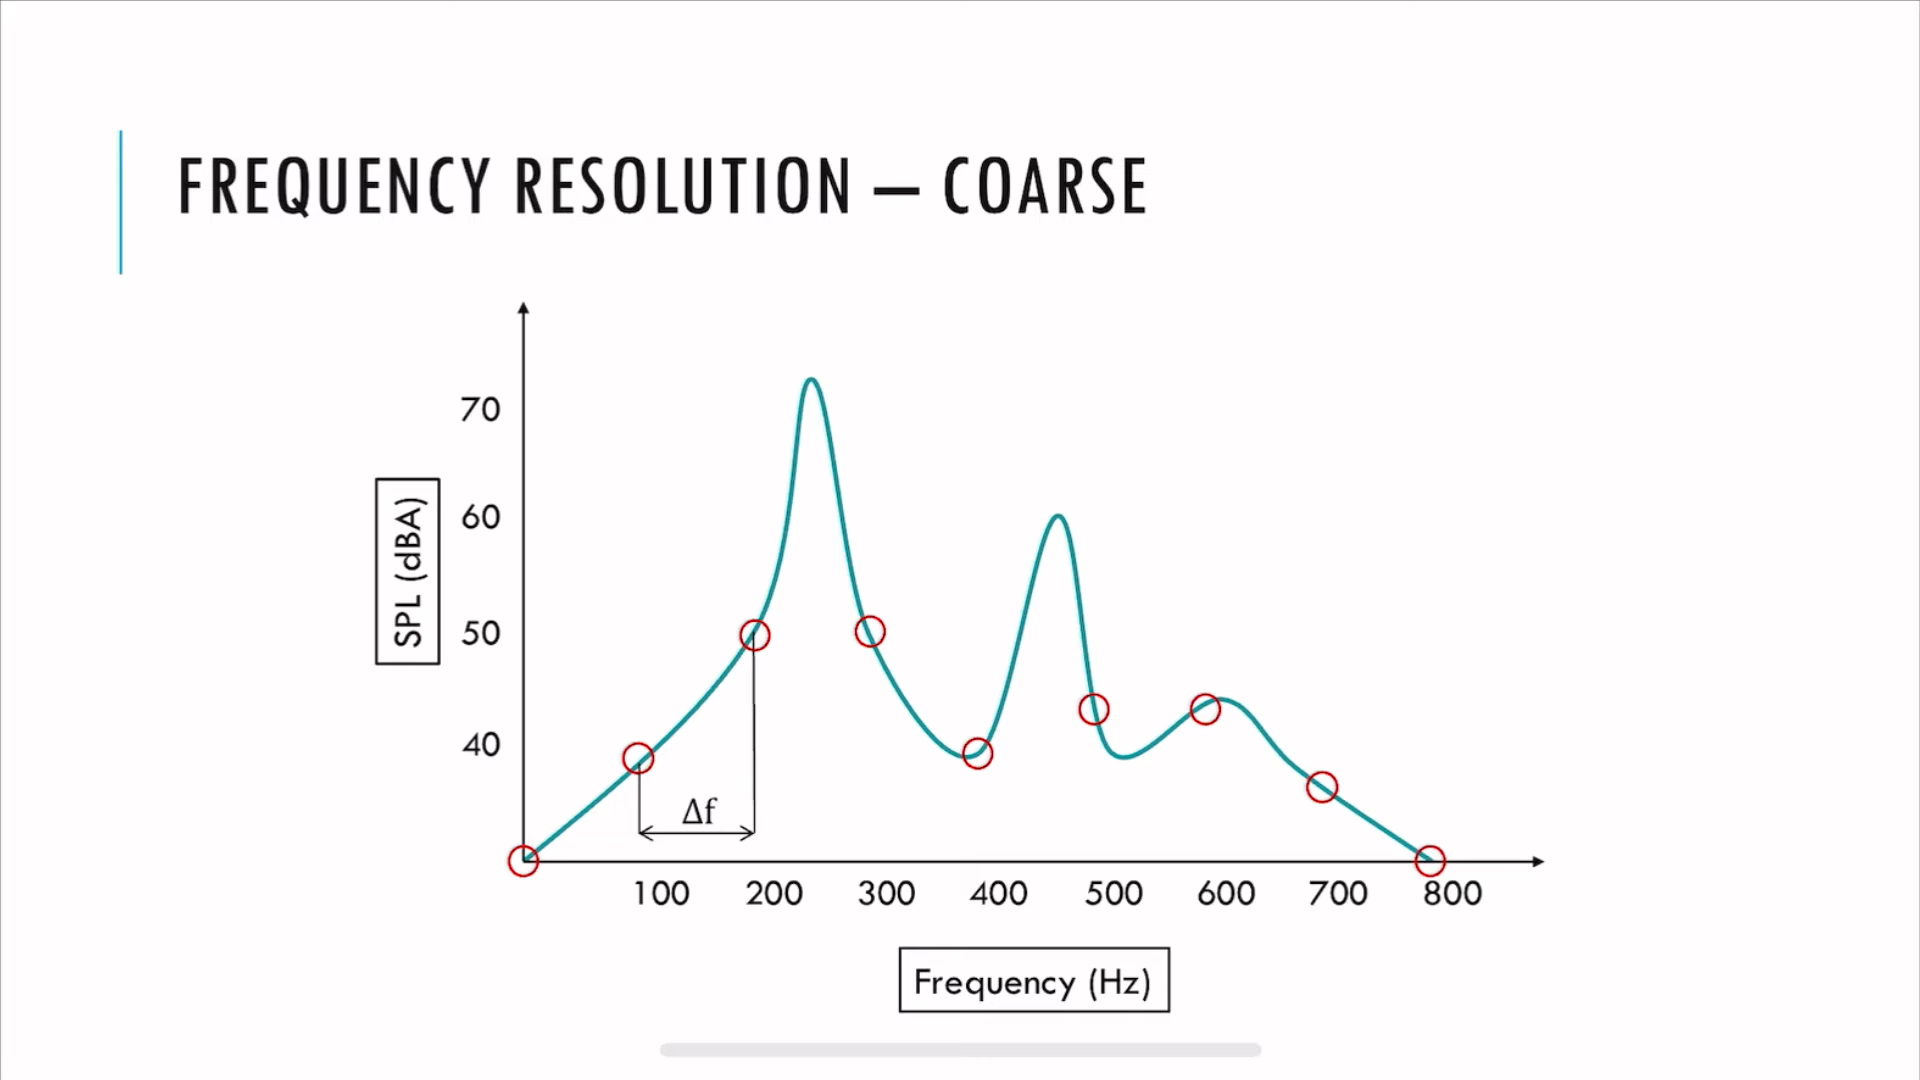 FREQUENCY RESOLUTION – COARSE
70
60
50
40
SPL (dBA)
Δf
100 200 300 400 500 600 700 800
Frequency (Hz)